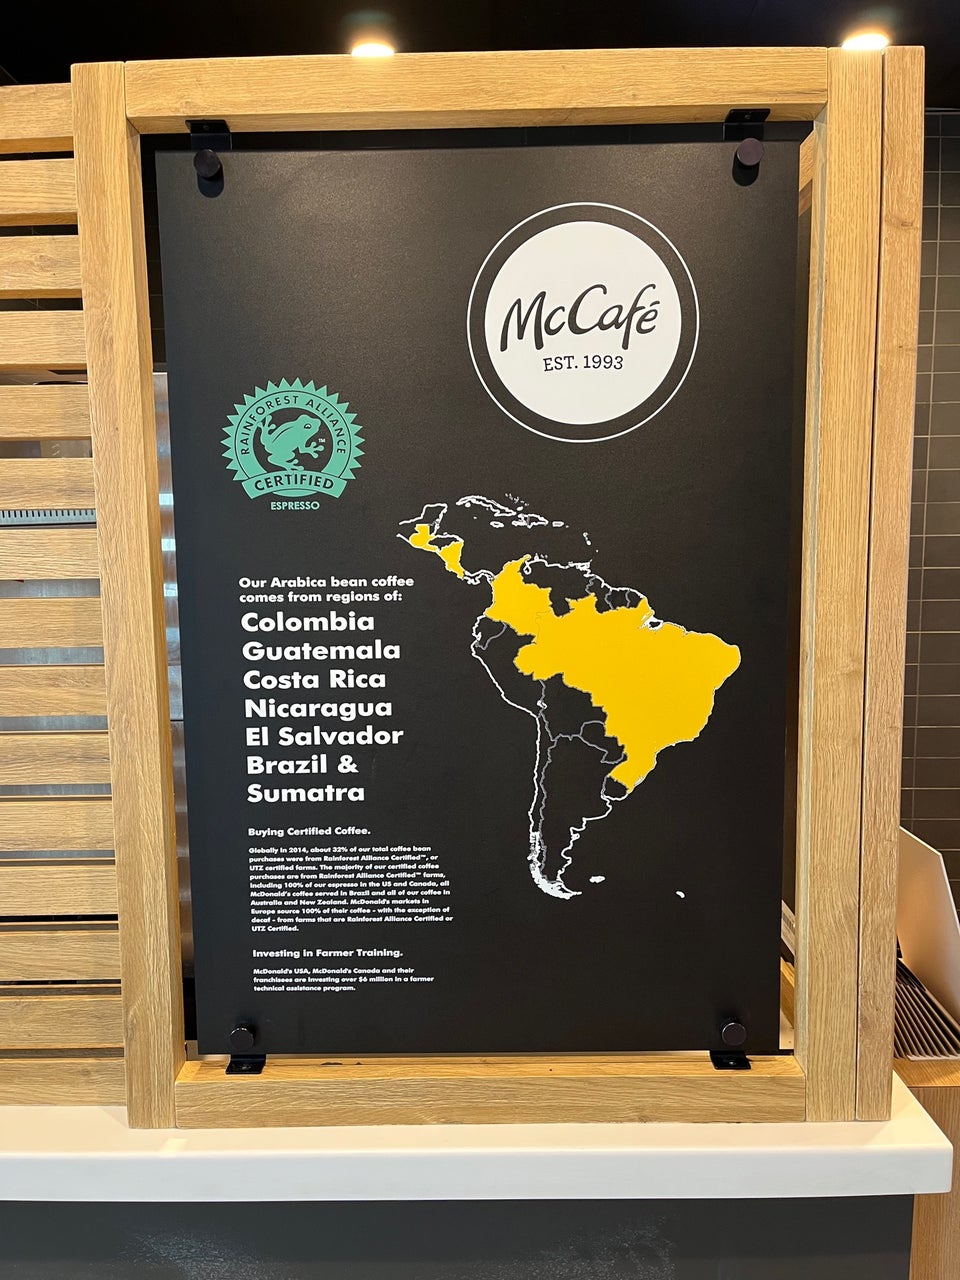 McCafé
EST. 1993
RAINFOREST ALLIANCE
TM
CERTIFIED
ESPRESSO
Our Arabica bean coffee
comes from regions of:
Colombia
Guatemala
Costa Rica
Nicaragua
El Salvador
Brazil &
Sumatra
Buying Certified Coffee.
Globally in 2014, about 32% of our total coffee bean
purchases were from Rainforest Alliance Certified™, or
UTZ certified farms. The majority of our certified coffee
purchases are from Rainforest Alliance Certified™ farms,
including 100% of our espresso in the US and Canada, all
McDonald's coffee served in Brazil and all of our coffee in
Australia and New Zealand. McDonald's markets in
Europe source 100% of their coffee - with the exception of
decaf - from farms that are Rainforest Alliance Certified or
UTZ Certified.
Investing in Farmer Training.
McDonald's USA, McDonald's Canada and their
franchisees are investing over $6 million in a farmer
technical assistance program.